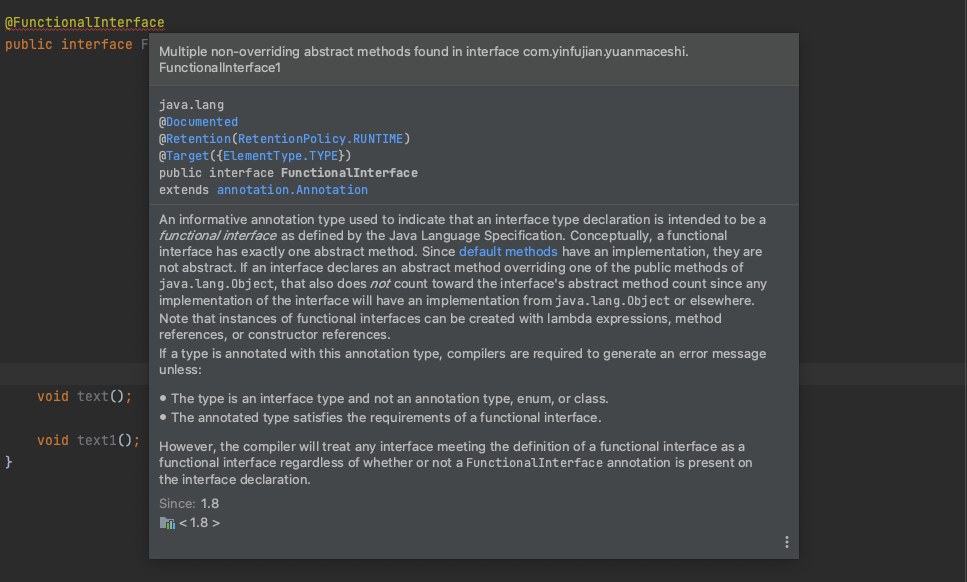 @FunctionalInterface
public interface F
Multiple non-overriding abstract methods found in interface com.yinfujian.yuanmaceshi.
FunctionalInterface1
java.lang
@Documented
@Retention(RetentionPolicy.RUNTIME)
@Target({ElementType.TYPE})
public interface FunctionalInterface
extends annotation.Annotation
An informative annotation type used to indicate that an interface type declaration is intended to be a
functional interface as defined by the Java Language Specification. Conceptually, a functional
interface has exactly one abstract method. Since default methods have an implementation, they are
not abstract. If an interface declares an abstract method overriding one of the public methods of
java.lang.Object, that also does not count toward the interface's abstract method count since any
implementation of the interface will have an implementation from java.lang.Object or elsewhere.
Note that instances of functional interfaces can be created with lambda expressions, method
references, or constructor references.
If a type is annotated with this annotation type, compilers are required to generate an error message
unless:
• The type is an interface type and not an annotation type, enum, or class.
• The annotated type satisfies the requirements of a functional interface.
However, the compiler will treat any interface meeting the definition of a functional interface as a
functional interface regardless of whether or not a FunctionalInterface annotation is present on
the interface declaration.
Since: 1.8
< 1.8 >
void text();
void text1();
}